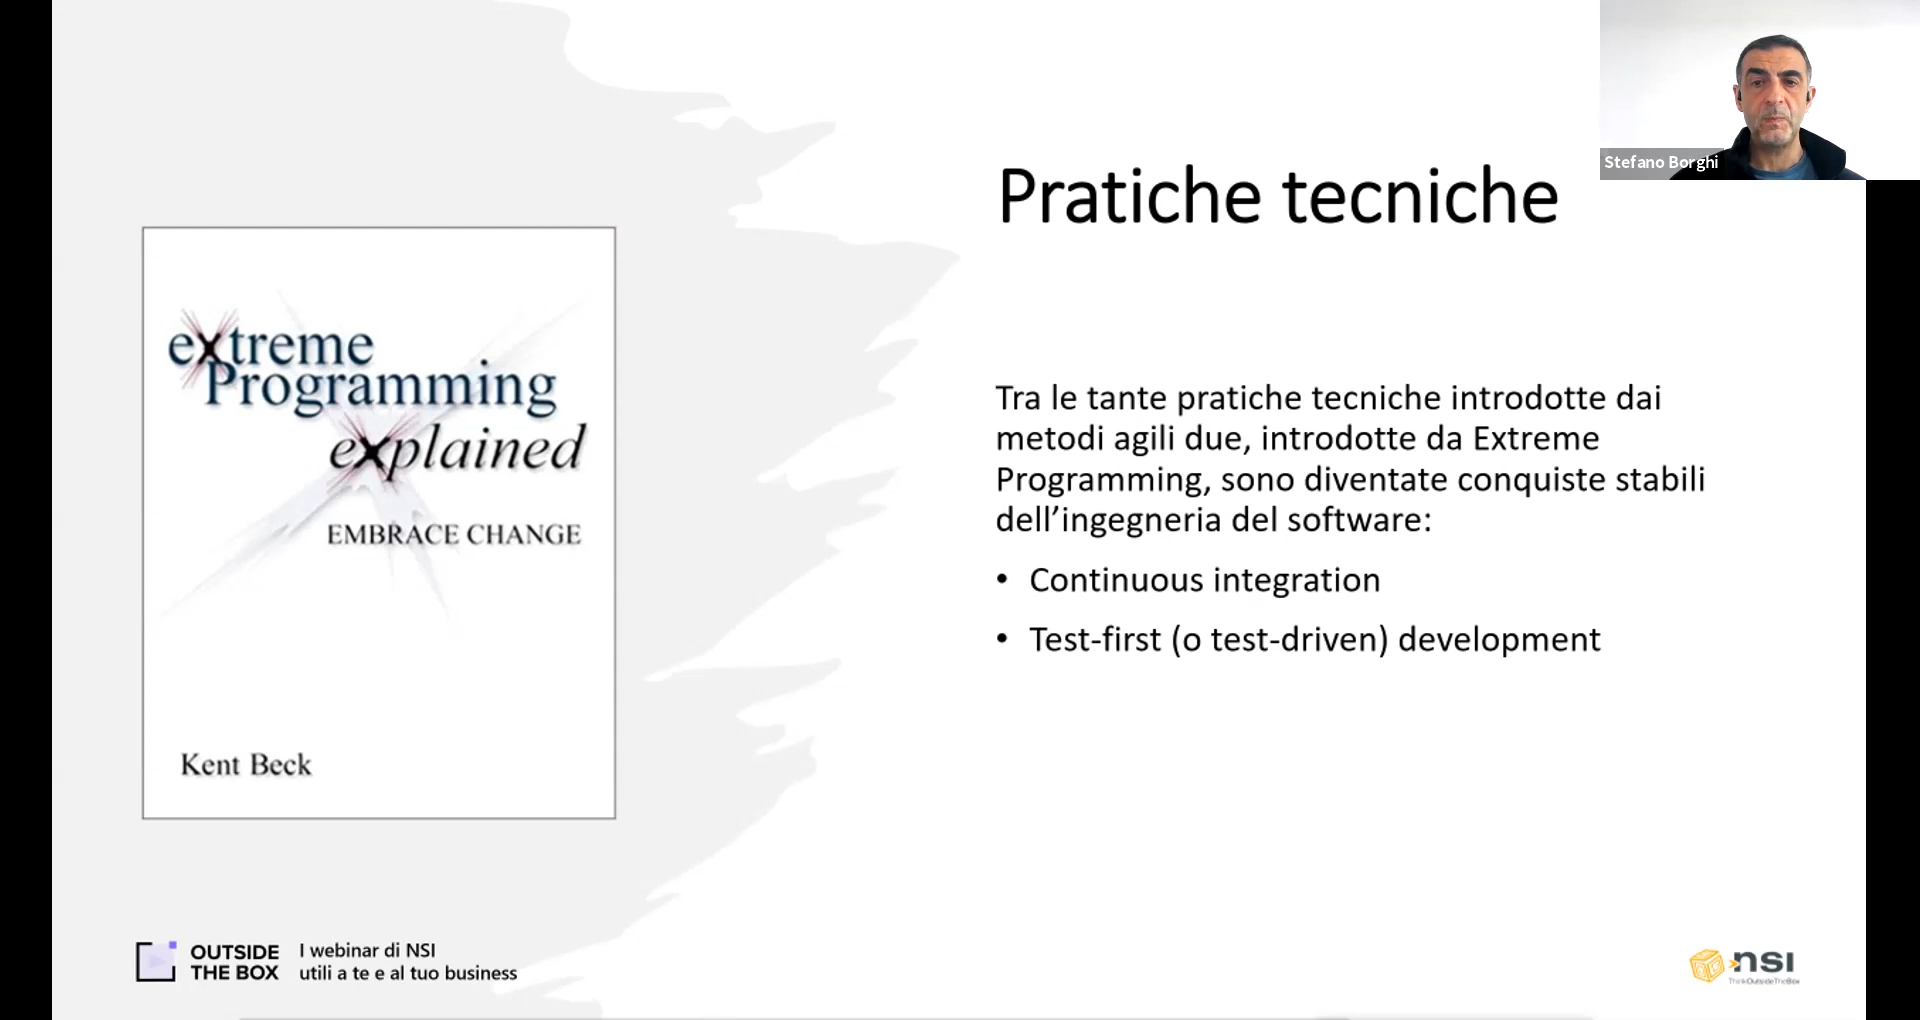 Stefano Borghi
Pratiche tecniche
extreme
Programming
explained
EMBRACE CHANGE
Kent Beck
Tra le tante pratiche tecniche introdotte dai
metodi agili due, introdotte da Extreme
Programming, sono diventate conquiste stabili
dell’ingegneria del software:
• Continuous integration
• Test-first (o test-driven) development
OUTSIDE
THE BOX
I webinar di NSI
utili a te e al tuo business
nsi
ThinkOutsideTheBox